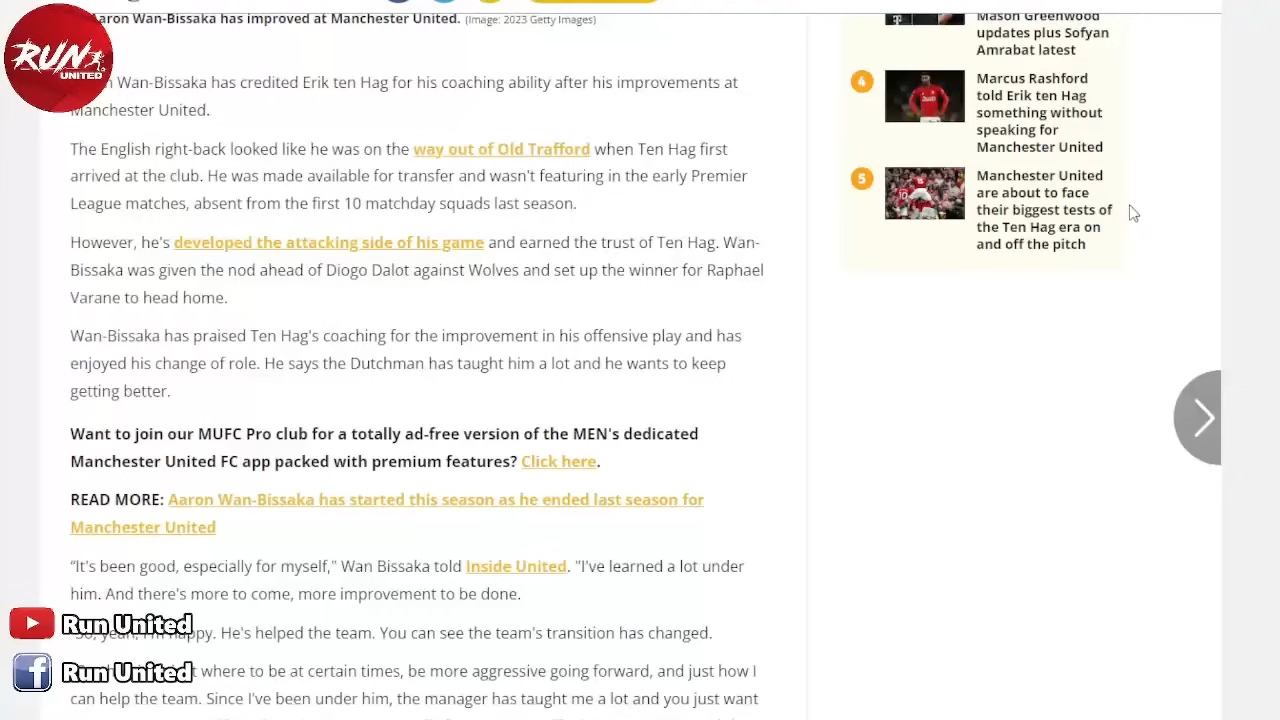 Aaron Wan-Bissaka has improved at Manchester United. (Image: 2023 Getty Images)
RUN
UNITED
Wan-Bissaka has credited Erik ten Hag for his coaching ability after his improvements at
Manchester United.
The English right-back looked like he was on the way out of Old Trafford when Ten Hag first
arrived at the club. He was made available for transfer and wasn't featuring in the early Premier
League matches, absent from the first 10 matchday squads last season.
However, he's developed the attacking side of his game and earned the trust of Ten Hag. Wan-
Bissaka was given the nod ahead of Diogo Dalot against Wolves and set up the winner for Raphael
Varane to head home.
Wan-Bissaka has praised Ten Hag's coaching for the improvement in his offensive play and has
enjoyed his change of role. He says the Dutchman has taught him a lot and he wants to keep
getting better.
Want to join our MUFC Pro club for a totally ad-free version of the MEN's dedicated
Manchester United FC app packed with premium features? Click here.
READ MORE: Aaron Wan-Bissaka has started this season as he ended last season for
Manchester United
“It's been good, especially for myself," Wan Bissaka told Inside United. "I've learned a lot under
him. And there's more to come, more improvement to be done.
happy. He's helped the team. You can see the team's transition has changed.
where to be at certain times, be more aggressive going forward, and just how I
can help the team. Since I've been under him, the manager has taught me a lot and you just want
Run United
Run United
Mason Greenwood
updates plus Sofyan
Amrabat latest
4
Marcus Rashford
told Erik ten Hag
something without
speaking for
Manchester United
5
Manchester United
are about to face
their biggest tests of
the Ten Hag era on
and off the pitch